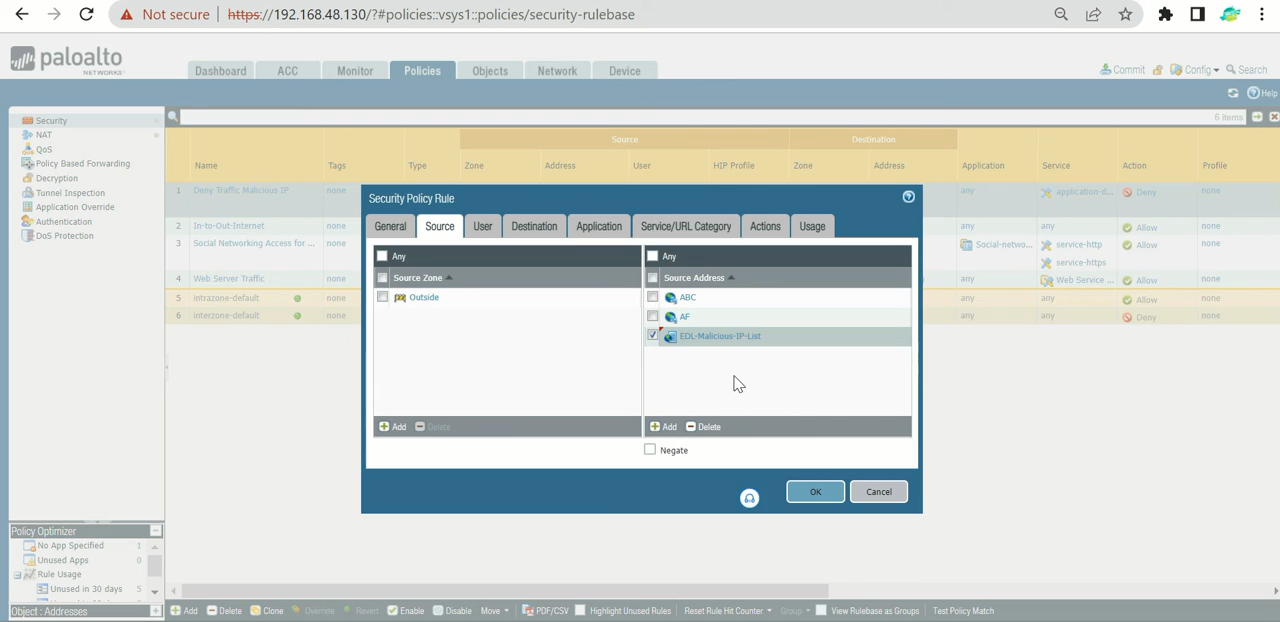 Not secure https://192.168.48.130/?#policies::vsys1::policies/security-rulebase
paloalto
NETWORKS
Dashboard ACC Monitor Policies Objects Network Device
Commit Config Search
Help
Security
NAT
QoS
Policy Based Forwarding
Decryption
Tunnel Inspection
Application Override
Authentication
DoS Protection
6 items
Source Destination
Name Tags Type Zone Address User HIP Profile Zone Address Application Service Action Profile
1 Deny Traffic Malicious IP none any application-d... Deny none
2 In-to-Out-Internet none any any Allow none
3 Social Networking Access for ... none Social-netwo... service-http Allow none
service-https
4 Web Server Traffic none any Web Service ... Allow none
5 intrazone-default none any any Allow none
6 interzone-default none any any Deny none
Security Policy Rule
General Source User Destination Application Service/URL Category Actions Usage
Any
Source Zone
Outside
Add Delete
Any
Source Address
ABC
AF
EDL-Malicious-IP-List
Add Delete
Negate
OK Cancel
Policy Optimizer
No App Specified 1
Unused Apps 0
Rule Usage
Unused in 30 days 5
Object : Addresses
Add Delete Clone Override Revert Enable Disable Move PDF/CSV Highlight Unused Rules Reset Rule Hit Counter Group View Rulebase as Groups Test Policy Match